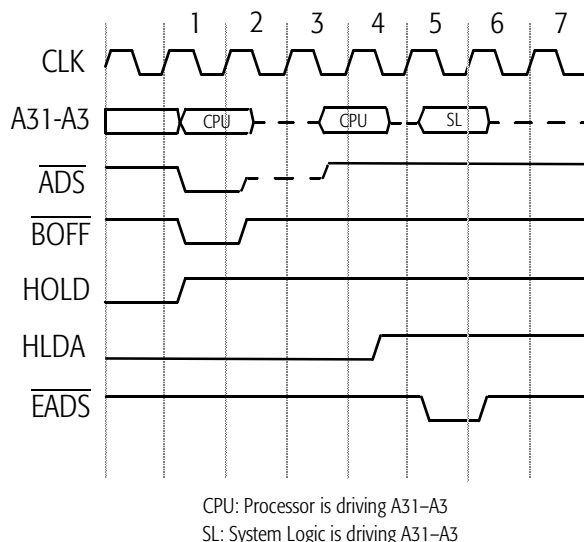 1 2 3 4 5 6 7
CLK
A31-A3 CPU CPU SL
ADS
BOFF
HOLD
HLDA
EADS
CPU: Processor is driving A31–A3
SL: System Logic is driving A31–A3